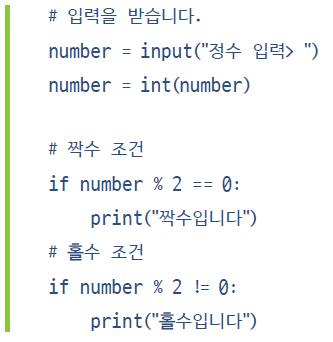 # 입력을 받습니다.
number = input("정수 입력> ")
number = int(number)

# 짝수 조건
if number % 2 == 0:
    print("짝수입니다")
# 홀수 조건
if number % 2 != 0:
    print("홀수입니다")